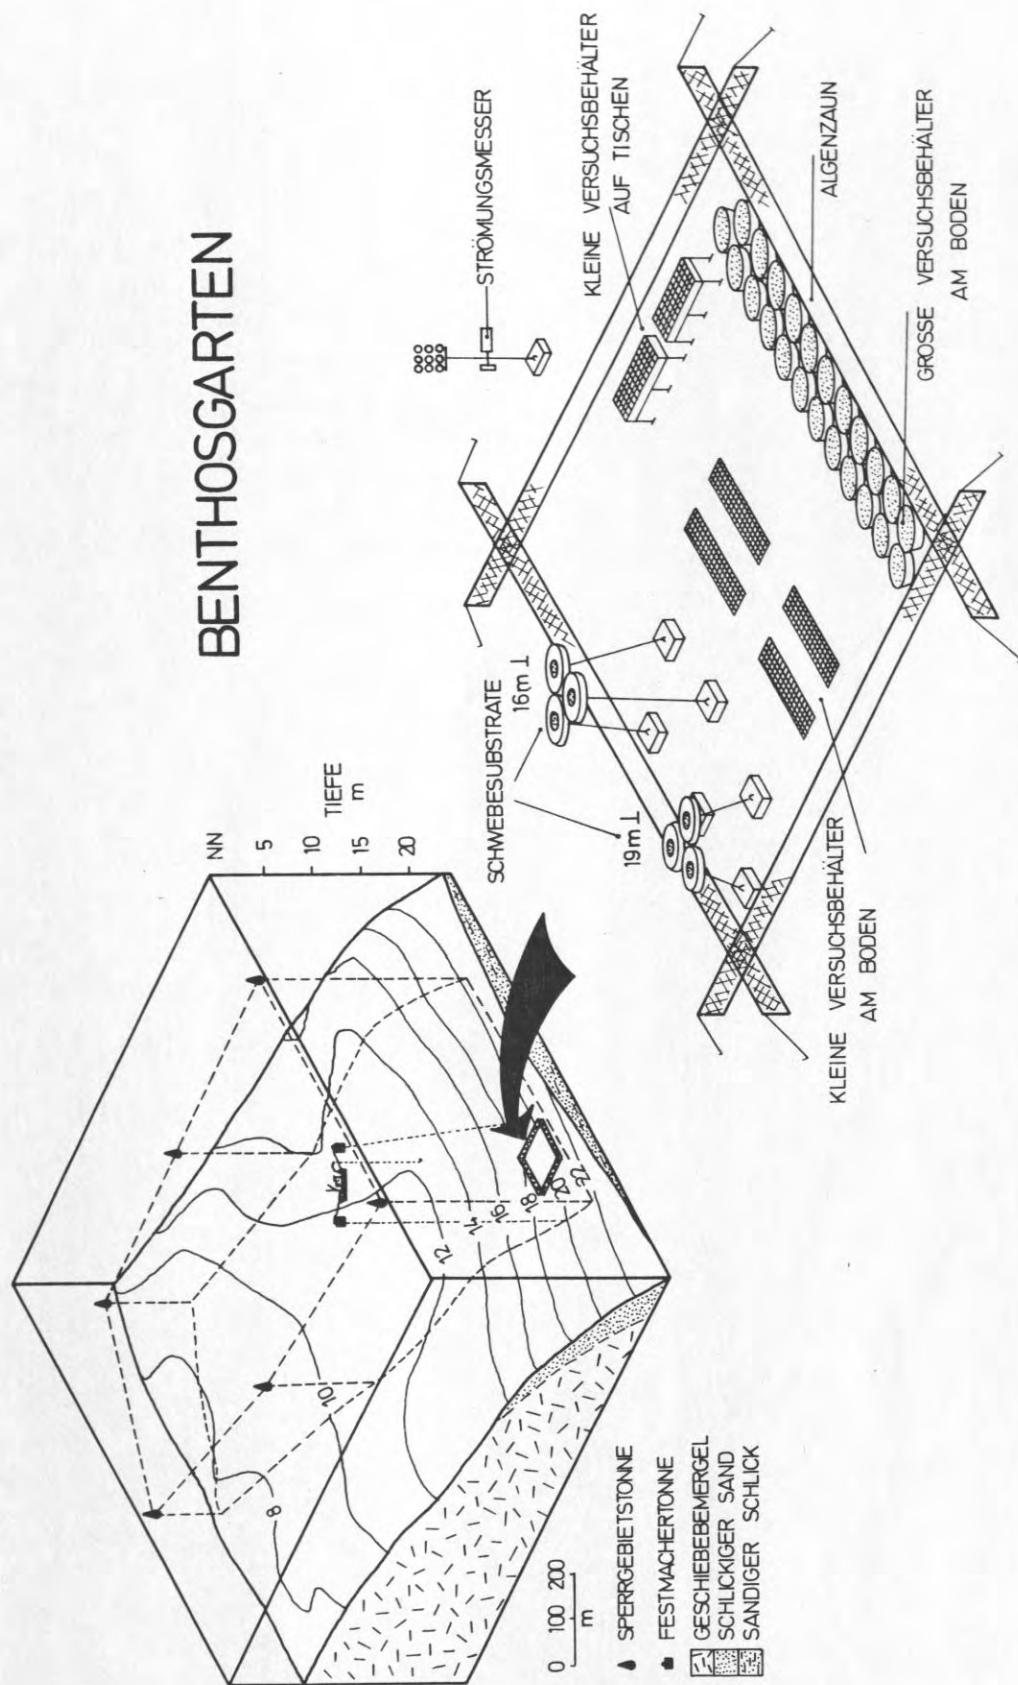 BENTHOSGARTEN
NN
5
10
15
20
TIEFE
m
8
10
12
14
16
18
20
22
0 100 200
m
SPERRGEBIETSTONNE
FESTMACHERTONNE
GESCHIEBEMERGEL
SCHLICKIGER SAND
SANDIGER SCHLICK
SCHWEBESUBSTRATE
19m
16m
STRÖMUNGSMESSER
KLEINE VERSUCHSBEHÄLTER
AUF TISCHEN
ALGENZAUN
GROSSE VERSUCHSBEHÄLTER
AM BODEN
KLEINE VERSUCHSBEHÄLTER
AM BODEN